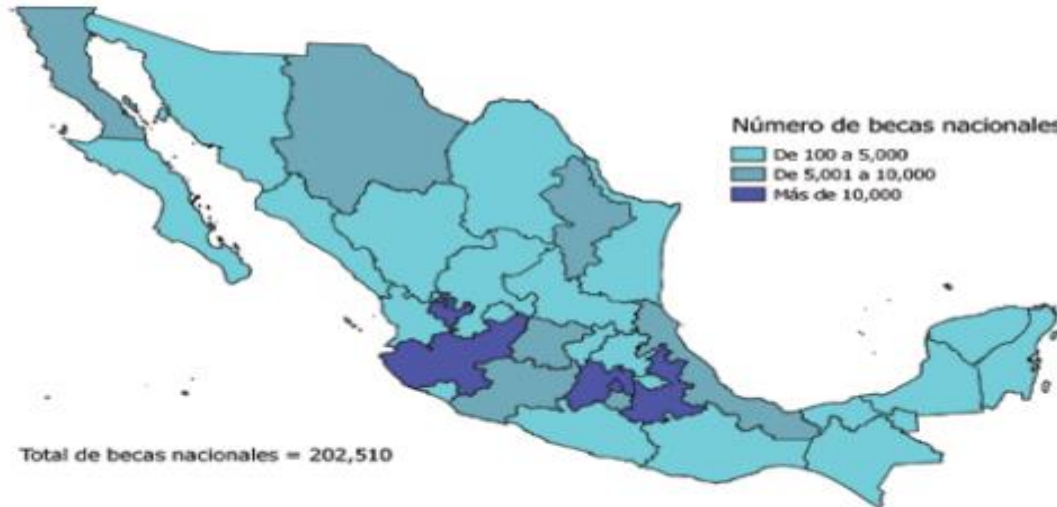 Número de becas nacionales
De 100 a 5,000
De 5,001 a 10,000
Más de 10,000
Total de becas nacionales = 202,510